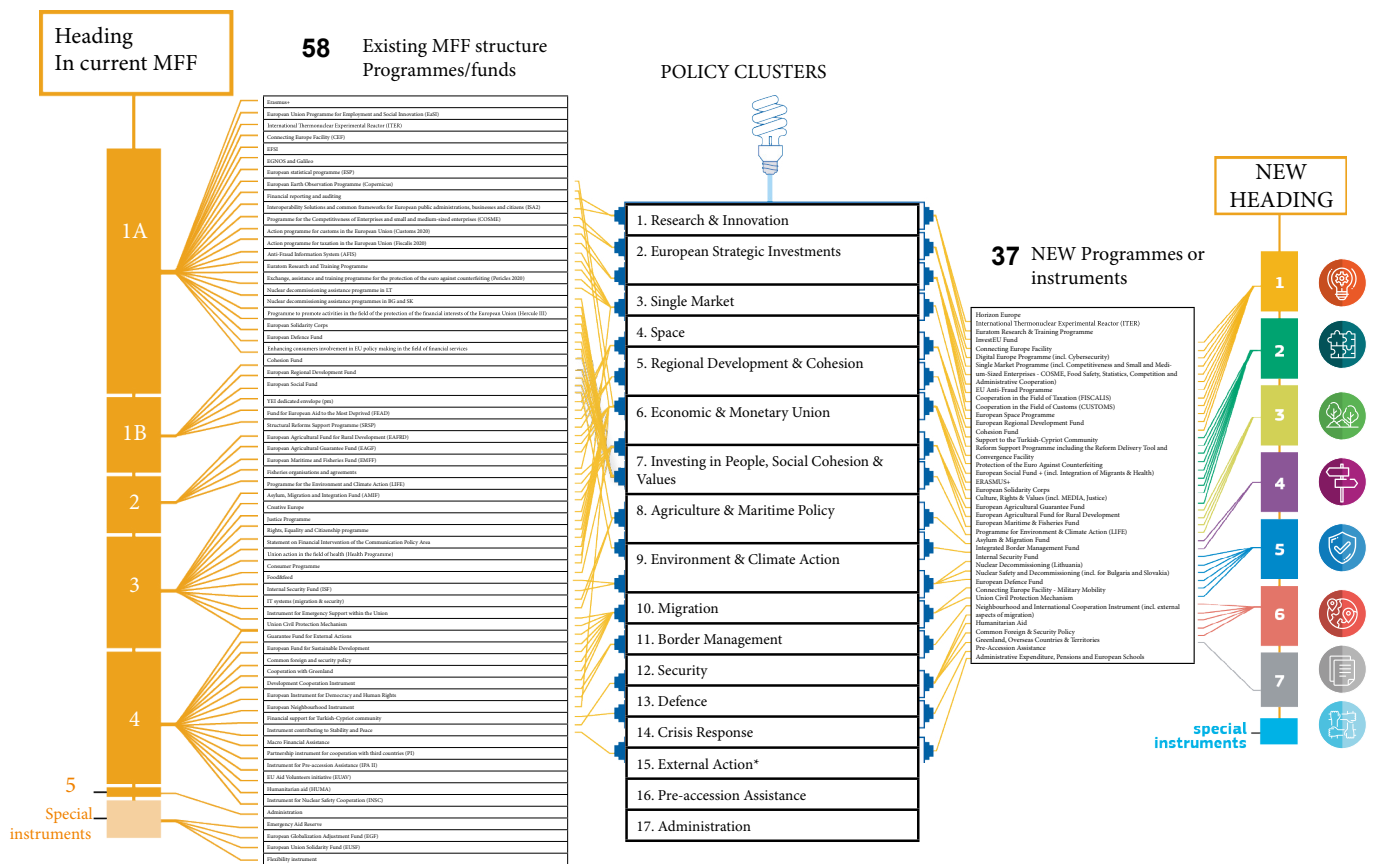 Heading
In current MFF
58
Existing MFF structure
Programmes/funds
POLICY CLUSTERS
1A
1B
2
3
4
5
Special
instruments
Erasmus+
European Union Programme for Employment and Social Innovation (EaSI)
International Thermonuclear Experimental Reactor (ITER)
Connecting Europe Facility (CEF)
EFSI
EGNOS and Galileo
European statistical programme (ESP)
European Earth Observation Programme (Copernicus)
Financial reporting and auditing
Interoperability Solutions and common frameworks for European public administrations, businesses and citizens (ISA2)
Programme for the Competitiveness of Enterprises and small and medium-sized enterprises (COSME)
Action programme for customs in the European Union (Customs 2020)
Action programme for taxation in the European Union (Fiscalis 2020)
Anti-Fraud Information System (AFIS)
Euratom Research and Training Programme
Exchange, assistance and training programme for the protection of the euro against counterfeitting (Pericles 2020)
Nuclear decommissioning assistance programme in LT
Nuclear decommissioning assistance programmes in BG and SK
Programme to promote activities in the field of the protection of the financial interests of the European Union (Hercule III)
European Solidarity Corps
European Defence Fund
Enhancing consumers involvement in EU policy making in the field of financial services
Cohesion Fund
European Regional Development Fund
European Social Fund
YEI dedicated envelope (pm)
Fund for European Aid to the Most Deprived (FEAD)
Structural Reforms Support Programme (SRSP)
European Agricultural Fund for Rural Development (EAFRD)
European Agricultural Guarantee Fund (EAGF)
European Maritime and Fisheries Fund (EMFF)
Fisheries organisations and agreements
Programme for the Environment and Climate Action (LIFE)
Asylum, Migration and Integration Fund (AMIF)
Creative Europe
Justice Programme
Rights, Equality and Citizenship programme
Statement on Financial Intervention of the Communication Policy Area
Union action in the field of health (Health Programme)
Consumer Programme
Food&feed
Internal Security Fund (ISF)
IT systems (migration & security)
Instrument for Emergency Support within the Union
Union Civil Protection Mechanism
Guarantee Fund for External Actions
European Fund for Sustainable Development
Common foreign and security policy
Cooperation with Greenland
Development Cooperation Instrument
European Instrument for Democracy and Human Rights
European Neighbourhood Instrument
Financial support for Turkish-Cypriot community
Instrument contributing to Stability and Peace
Macro Financial Assistance
Partnership instrument for cooperation with third countries (PI)
Instrument for Pre-accession Assistance (IPA II)
EU Aid Volunteers initiative (EUAV)
Humanitarian aid (HUMA)
Instrument for Nuclear Safety Cooperation (INSC)
Administration
Emergency Aid Reserve
European Globalization Adjustment Fund (EGF)
European Union Solidarity Fund (EUSF)
Flexibility instrument
1. Research & Innovation
2. European Strategic Investments
3. Single Market
4. Space
5. Regional Development & Cohesion
6. Economic & Monetary Union
7. Investing in People, Social Cohesion &
Values
8. Agriculture & Maritime Policy
9. Environment & Climate Action
10. Migration
11. Border Management
12. Security
13. Defence
14. Crisis Response
15. External Action*
16. Pre-accession Assistance
17. Administration
37
NEW Programmes or
instruments
Horizon Europe
International Thermonuclear Experimental Reactor (ITER)
Euratom Research & Training Programme
InvestEU Fund
Connecting Europe Facility
Digital Europe Programme (incl. Cybersecurity)
Single Market Programme (incl. Competitiveness and Small and Medi-
um-Sized Enterprises - COSME, Food Safety, Statistics, Competition and
Administrative Cooperation)
EU Anti-Fraud Programme
Cooperation in the Field of Taxation (FISCALIS)
Cooperation in the Field of Customs (CUSTOMS)
European Space Programme
European Regional Development Fund
Cohesion Fund
Support to the Turkish-Cypriot Community
Reform Support Programme including the Reform Delivery Tool and
Convergence Facility
Protection of the Euro Against Counterfeiting
European Social Fund + (incl. Integration of Migrants & Health)
ERASMUS+
European Solidarity Corps
Culture, Rights & Values (incl. MEDIA, Justice)
European Agricultural Guarantee Fund
European Agricultural Fund for Rural Development
European Maritime & Fisheries Fund
Programme for Environment & Climate Action (LIFE)
Asylum & Migration Fund
Integrated Border Management Fund
Internal Security Fund
Nuclear Decommissioning (Lithuania)
Nuclear Safety and Decommissioning (incl. for Bulgaria and Slovakia)
European Defence Fund
Connecting Europe Facility - Military Mobility
Union Civil Protection Mechanism
Neighbourhood and International Cooperation Instrument (incl. external
aspects of migration)
Humanitarian Aid
Common Foreign & Security Policy
Greenland, Overseas Countries & Territories
Pre-Accession Assistance
Administrative Expenditure, Pensions and European Schools
NEW
HEADING
1
2
3
4
5
6
7
special
instruments